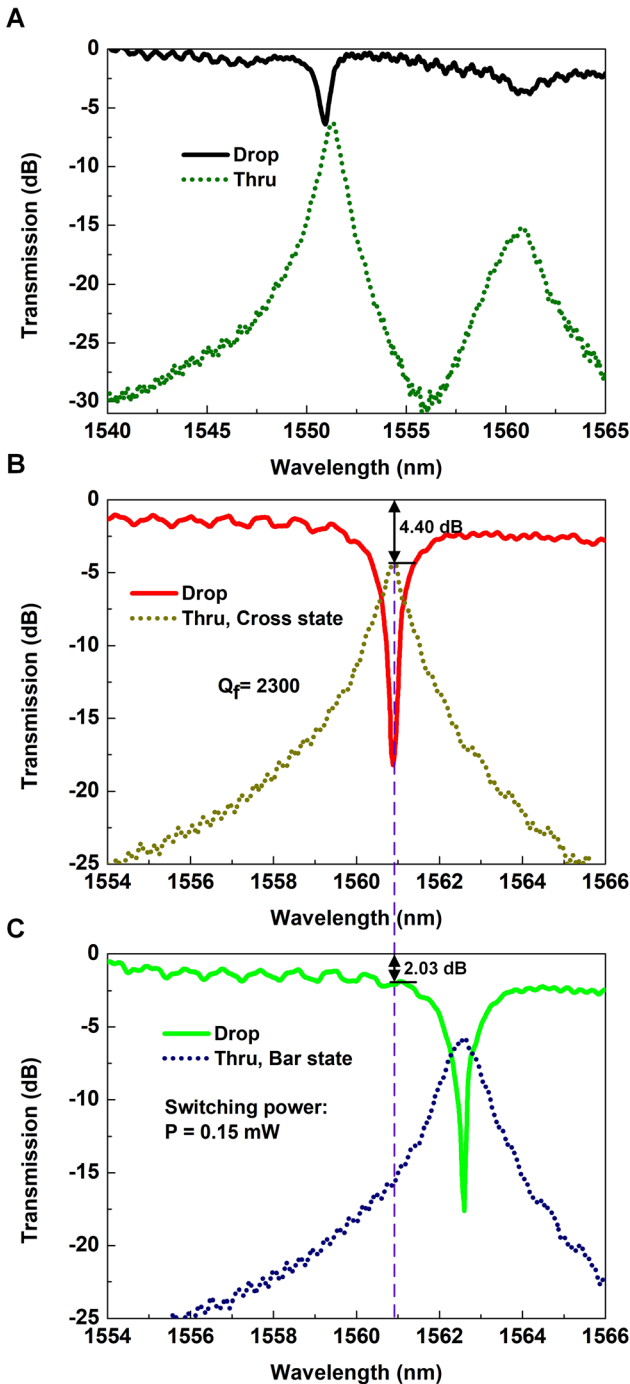 A
0
-5
-10
-15
-20
-25
-30
Transmission (dB)
Drop
Thru
1540 1545 1550 1555 1560 1565
Wavelength (nm)
B
0
-5
-10
-15
-20
-25
Transmission (dB)
4.40 dB
Drop
Thru, Cross state
Qf= 2300
1554 1556 1558 1560 1562 1564 1566
Wavelength (nm)
C
0
-5
-10
-15
-20
-25
Transmission (dB)
2.03 dB
Drop
Thru, Bar state
Switching power:
P = 0.15 mW
1554 1556 1558 1560 1562 1564 1566
Wavelength (nm)